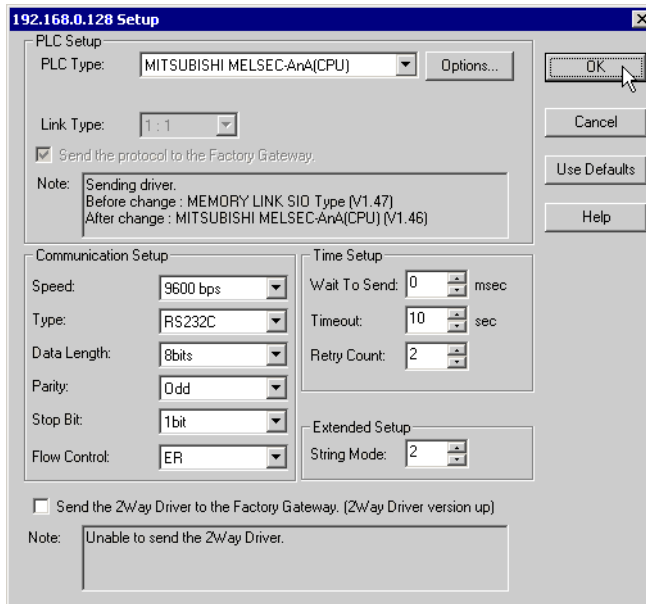 192.168.0.128 Setup
PLC Setup
PLC Type: MITSUBISHI MELSEC-AnA(CPU) Options...
Link Type: 1 : 1
Send the protocol to the Factory Gateway.
Note: Sending driver.
Before change : MEMORY LINK SIO Type (V1.47)
After change : MITSUBISHI MELSEC-AnA(CPU) (V1.46)
OK
Cancel
Use Defaults
Help
Communication Setup
Speed: 9600 bps
Type: RS232C
Data Length: 8bits
Parity: Odd
Stop Bit: 1bit
Flow Control: ER
Time Setup
Wait To Send: 0 msec
Timeout: 10 sec
Retry Count: 2
Extended Setup
String Mode: 2
Send the 2Way Driver to the Factory Gateway. (2Way Driver version up)
Note: Unable to send the 2Way Driver.